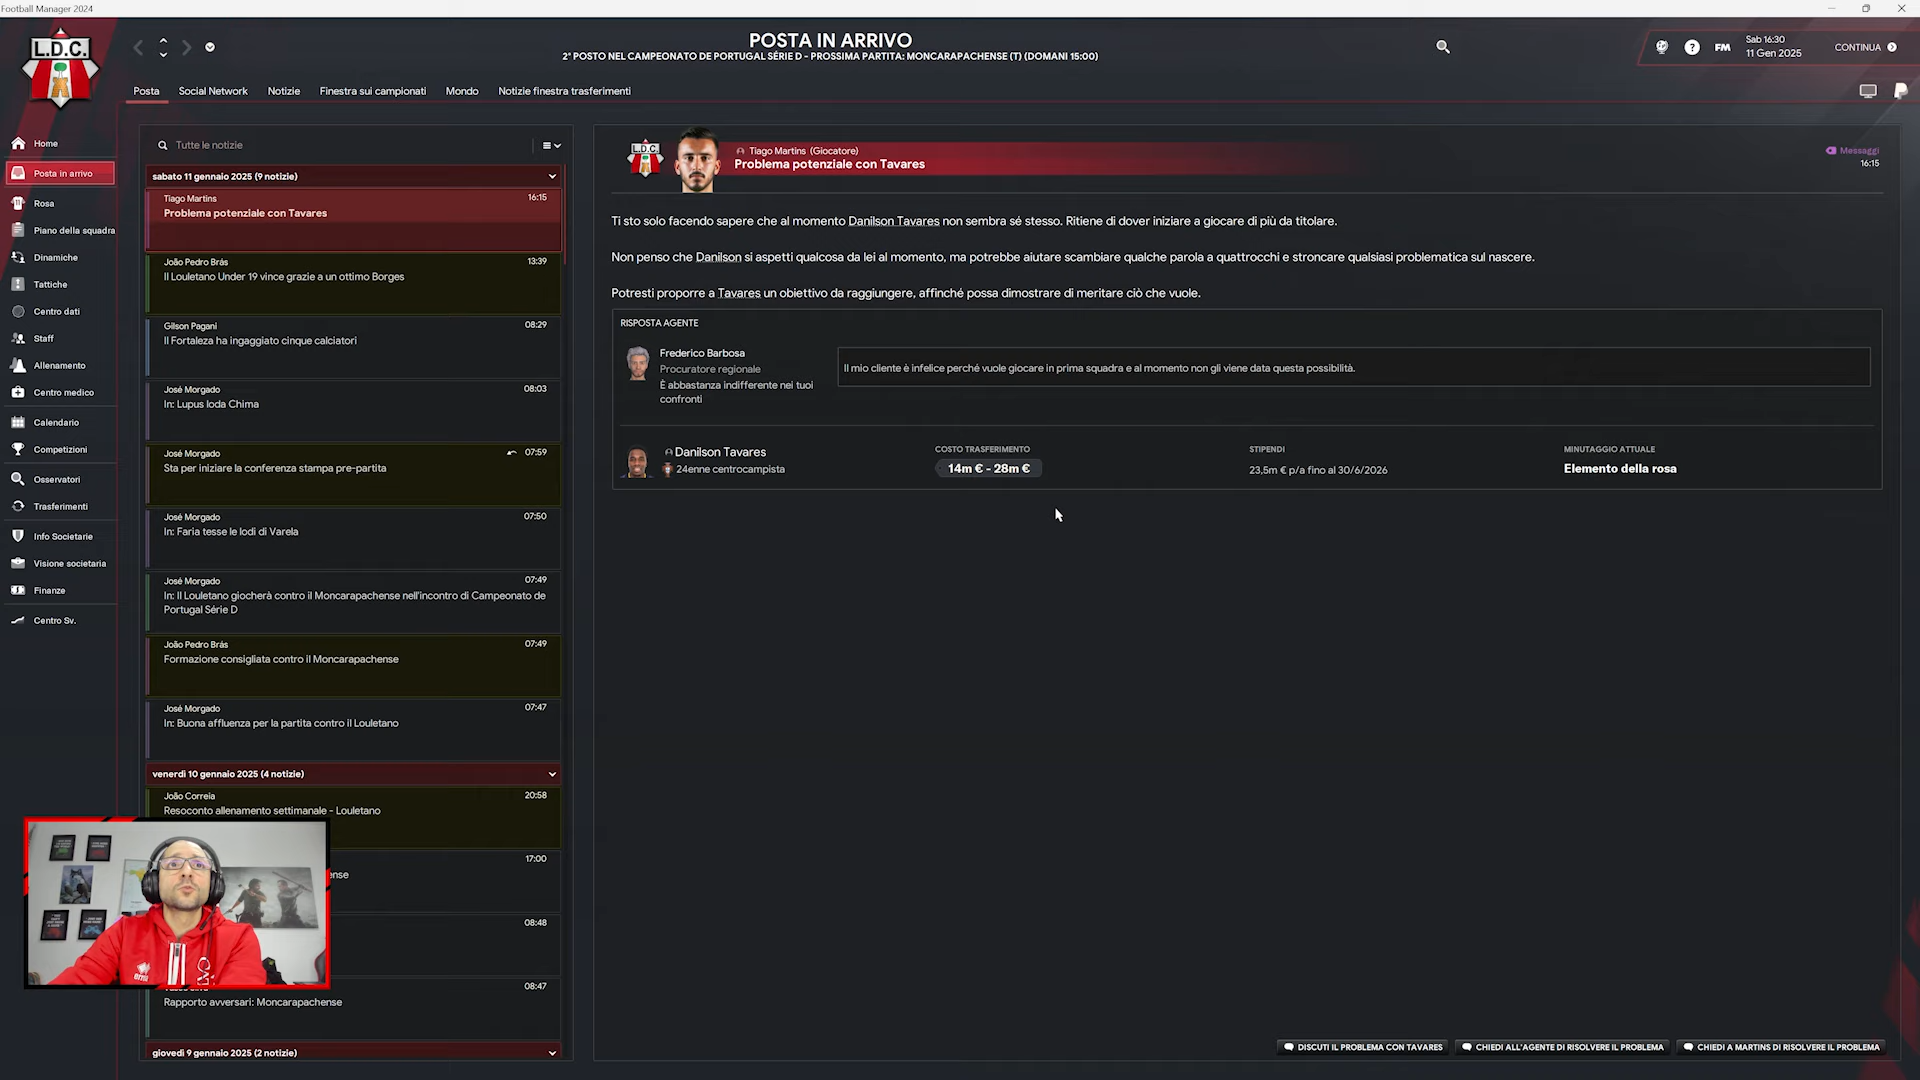 Football Manager 2024
L.D.C.
POSTA IN ARRIVO
2° POSTO NEL CAMPEONATO DE PORTUGAL SÉRIE D - PROSSIMA PARTITA: MONCARAPACHENSE (T) (DOMANI 15:00)
FM
Sab 16:30
11 Gen 2025
CONTINUA
Posta
Social Network
Notizie
Finestra sui campionati
Mondo
Notizie finestra trasferimenti
Home
Posta in arrivo
Rosa
Piano della squadra
Dinamiche
Tattiche
Centro dati
Staff
Allenamento
Centro medico
Calendario
Competizioni
Osservatori
Trasferimenti
Info Societarie
Visione societaria
Finanze
Centro Sv.
Tutte le notizie
sabato 11 gennaio 2025 (9 notizie)
Tiago Martins 16:15
Problema potenziale con Tavares
João Pedro Brás 13:39
Il Louletano Under 19 vince grazie a un ottimo Borges
Gilson Pagani 08:29
Il Fortaleza ha ingaggiato cinque calciatori
José Morgado 08:03
In: Lupus loda Chima
José Morgado 07:59
Sta per iniziare la conferenza stampa pre-partita
José Morgado 07:50
In: Faria tesse le lodi di Varela
José Morgado 07:49
In: Il Louletano giocherà contro il Moncarapachense nell'incontro di Campeonato de
Portugal Série D
João Pedro Brás 07:49
Formazione consigliata contro il Moncarapachense
José Morgado 07:47
In: Buona affluenza per la partita contro il Louletano
venerdì 10 gennaio 2025 (4 notizie)
João Correia 20:58
Resoconto allenamento settimanale - Louletano
17:00
ense
08:48
08:47
Rapporto avversari: Moncarapachense
giovedì 9 gennaio 2025 (2 notizie)
L.D.C.
Tiago Martins (Giocatore)
Problema potenziale con Tavares
Messaggi
16:15
Ti sto solo facendo sapere che al momento Danilson Tavares non sembra sé stesso. Ritiene di dover iniziare a giocare di più da titolare.
Non penso che Danilson si aspetti qualcosa da lei al momento, ma potrebbe aiutare scambiare qualche parola a quattrocchi e stroncare qualsiasi problematica sul nascere.
Potresti proporre a Tavares un obiettivo da raggiungere, affinché possa dimostrare di meritare ciò che vuole.
RISPOSTA AGENTE
Frederico Barbosa
Procuratore regionale
È abbastanza indifferente nei tuoi
confronti
Il mio cliente è infelice perché vuole giocare in prima squadra e al momento non gli viene data questa possibilità.
Danilson Tavares
24enne centrocampista
COSTO TRASFERIMENTO
14m € - 28m €
STIPENDI
23,5m € p/a fino al 30/6/2026
MINUTAGGIO ATTUALE
Elemento della rosa
DISCUTI IL PROBLEMA CON TAVARES
CHIEDI ALL'AGENTE DI RISOLVERE IL PROBLEMA
CHIEDI A MARTINS DI RISOLVERE IL PROBLEMA